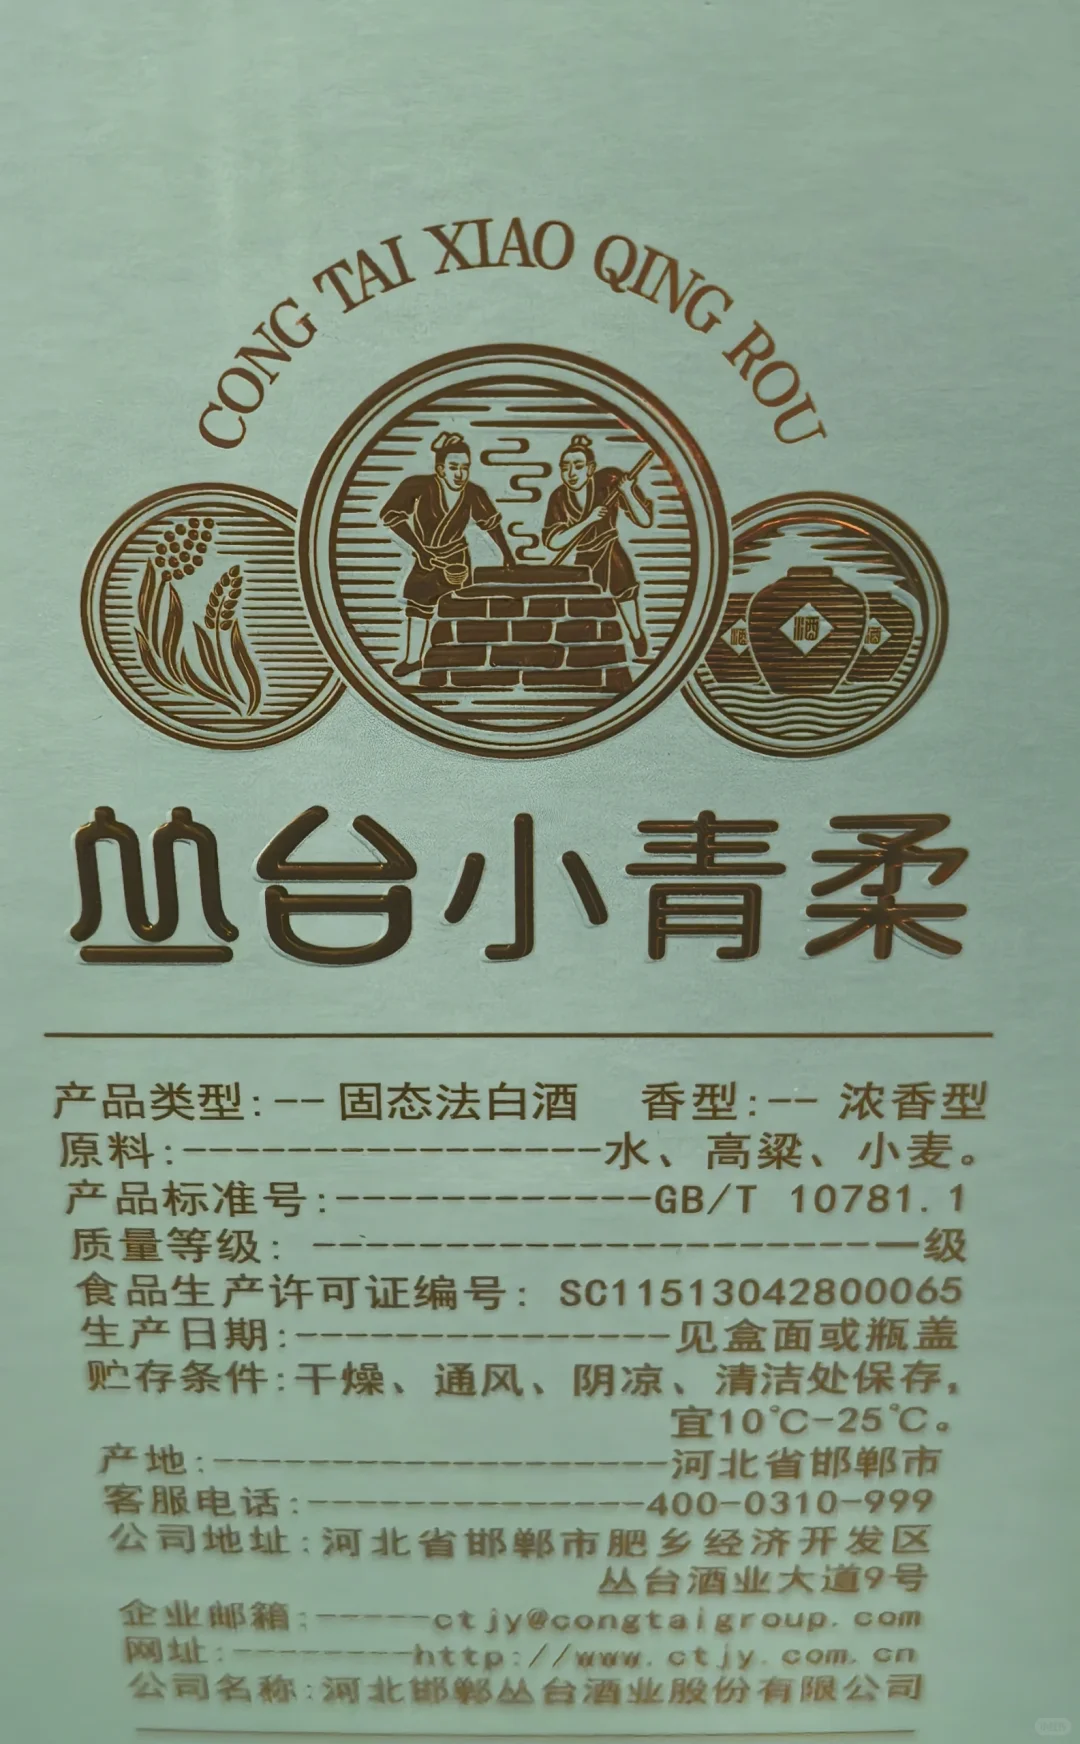 CONG TAI XIAO QING ROU
酒 酒 酒
丛台小青柔
产品类型:--固态法白酒 香型:-- 浓香型
原料:-----------------水、高粱、小麦。
产品标准号:-------------GB/T 10781.1
质量等级: -----------------------一级
食品生产许可证编号: SC11513042800065
生产日期:---------------见盒面或瓶盖
贮存条件:干燥、通风、阴凉、清洁处保存,
宜10℃-25℃。
产地:-------------------河北省邯郸市
客服电话:--------------400-0310-999
公司地址:河北省邯郸市肥乡经济开发区
丛台酒业大道9号
企业邮箱:-----ctjy@congtaigroup.com
网址:--------http://www.ctjy.com.cn
公司名称:河北邯郸丛台酒业股份有限公司